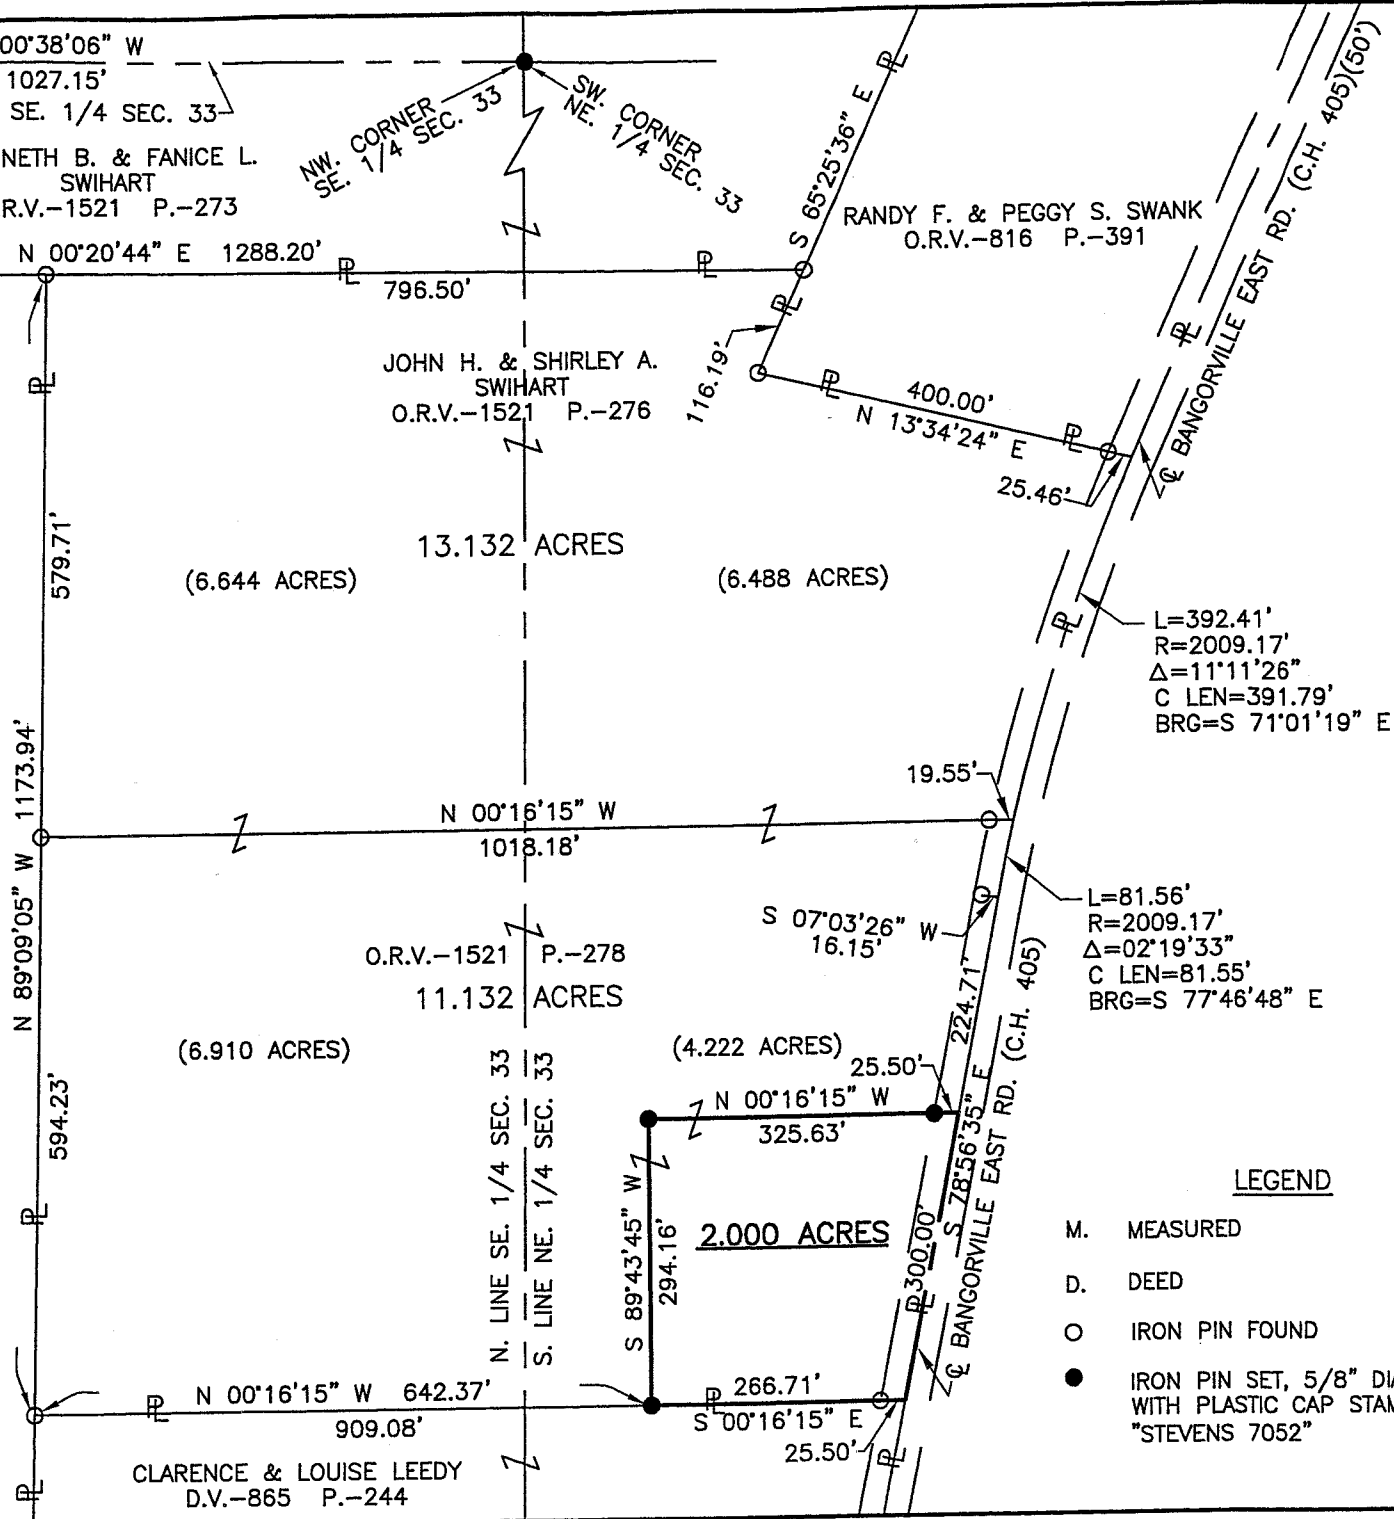 00°38'06" W
1027.15'
SE. 1/4 SEC. 33
NETH B. & FANICE L.
SWIHART
R.V.-1521 P.-273
NW. CORNER
SE. 1/4 SEC. 33
SW. CORNER
NE. 1/4 SEC. 33
S 65°25'36" E
RANDY F. & PEGGY S. SWANK
O.R.V.-816 P.-391
BANGORVILLE EAST RD. (C.H. 405)(50')
N 00°20'44" E 1288.20'
796.50'
116.19'
JOHN H. & SHIRLEY A.
SWIHART
O.R.V.-1521 P.-276
400.00'
N 13°34'24" E
25.46'
579.71'
13.132 ACRES
(6.644 ACRES)
(6.488 ACRES)
L=392.41'
R=2009.17'
Δ=11°11'26"
C LEN=391.79'
BRG=S 71°01'19" E
N 89°09'05" W 1173.94'
19.55'
N 00°16'15" W
1018.18'
S 07°03'26" W
16.15'
L=81.56'
R=2009.17'
Δ=02°19'33"
C LEN=81.55'
BRG=S 77°46'48" E
O.R.V.-1521 P.-278
11.132 ACRES
(6.910 ACRES)
(4.222 ACRES)
224.71'
25.50'
N 00°16'15" W
325.63'
594.23'
N. LINE SE. 1/4 SEC. 33
S. LINE NE. 1/4 SEC. 33
S 89°43'45" W
294.16'
2.000 ACRES
300.00'
S 78°56'35" E
BANGORVILLE EAST RD. (C.H. 405)
N 00°16'15" W 642.37'
909.08'
266.71'
S 00°16'15" E
25.50'
CLARENCE & LOUISE LEEDY
D.V.-865 P.-244
LEGEND
M. MEASURED
D. DEED
IRON PIN FOUND
IRON PIN SET, 5/8" DI
WITH PLASTIC CAP STAM
"STEVENS 7052"